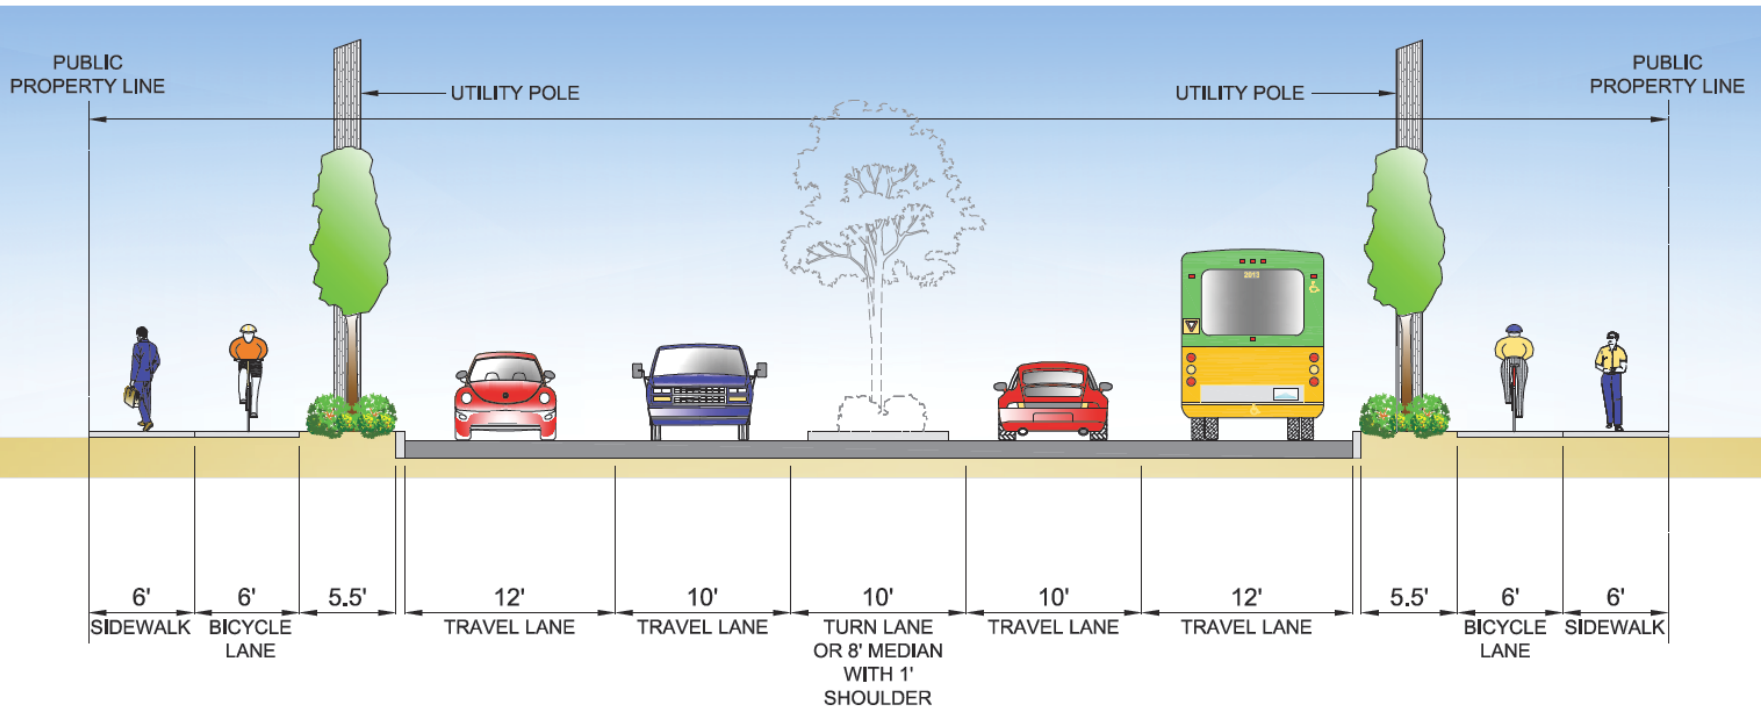 PUBLIC
PROPERTY LINE
UTILITY POLE
UTILITY POLE
PUBLIC
PROPERTY LINE
2013
6'
6'
5.5'
12'
10'
10'
10'
12'
5.5'
6'
6'
SIDEWALK
BICYCLE
LANE
TRAVEL LANE
TRAVEL LANE
TURN LANE
OR 8' MEDIAN
WITH 1'
SHOULDER
TRAVEL LANE
TRAVEL LANE
BICYCLE
LANE
SIDEWALK